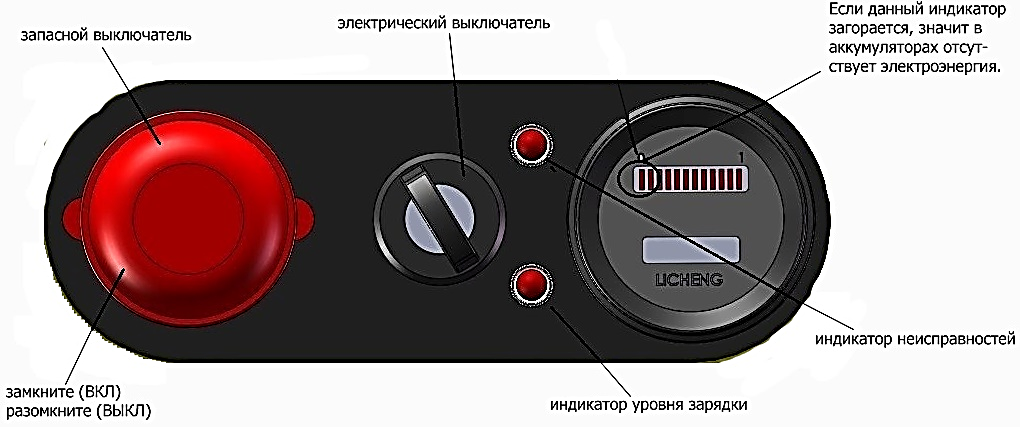 запасной выключатель
электрический выключатель
Если данный индикатор
загорается, значит в
аккумуляторах отсут-
ствует электроэнергия.
0 1
LICHENG
индикатор неисправностей
замкните (ВКЛ)
разомкните (ВЫКЛ)
индикатор уровня зарядки